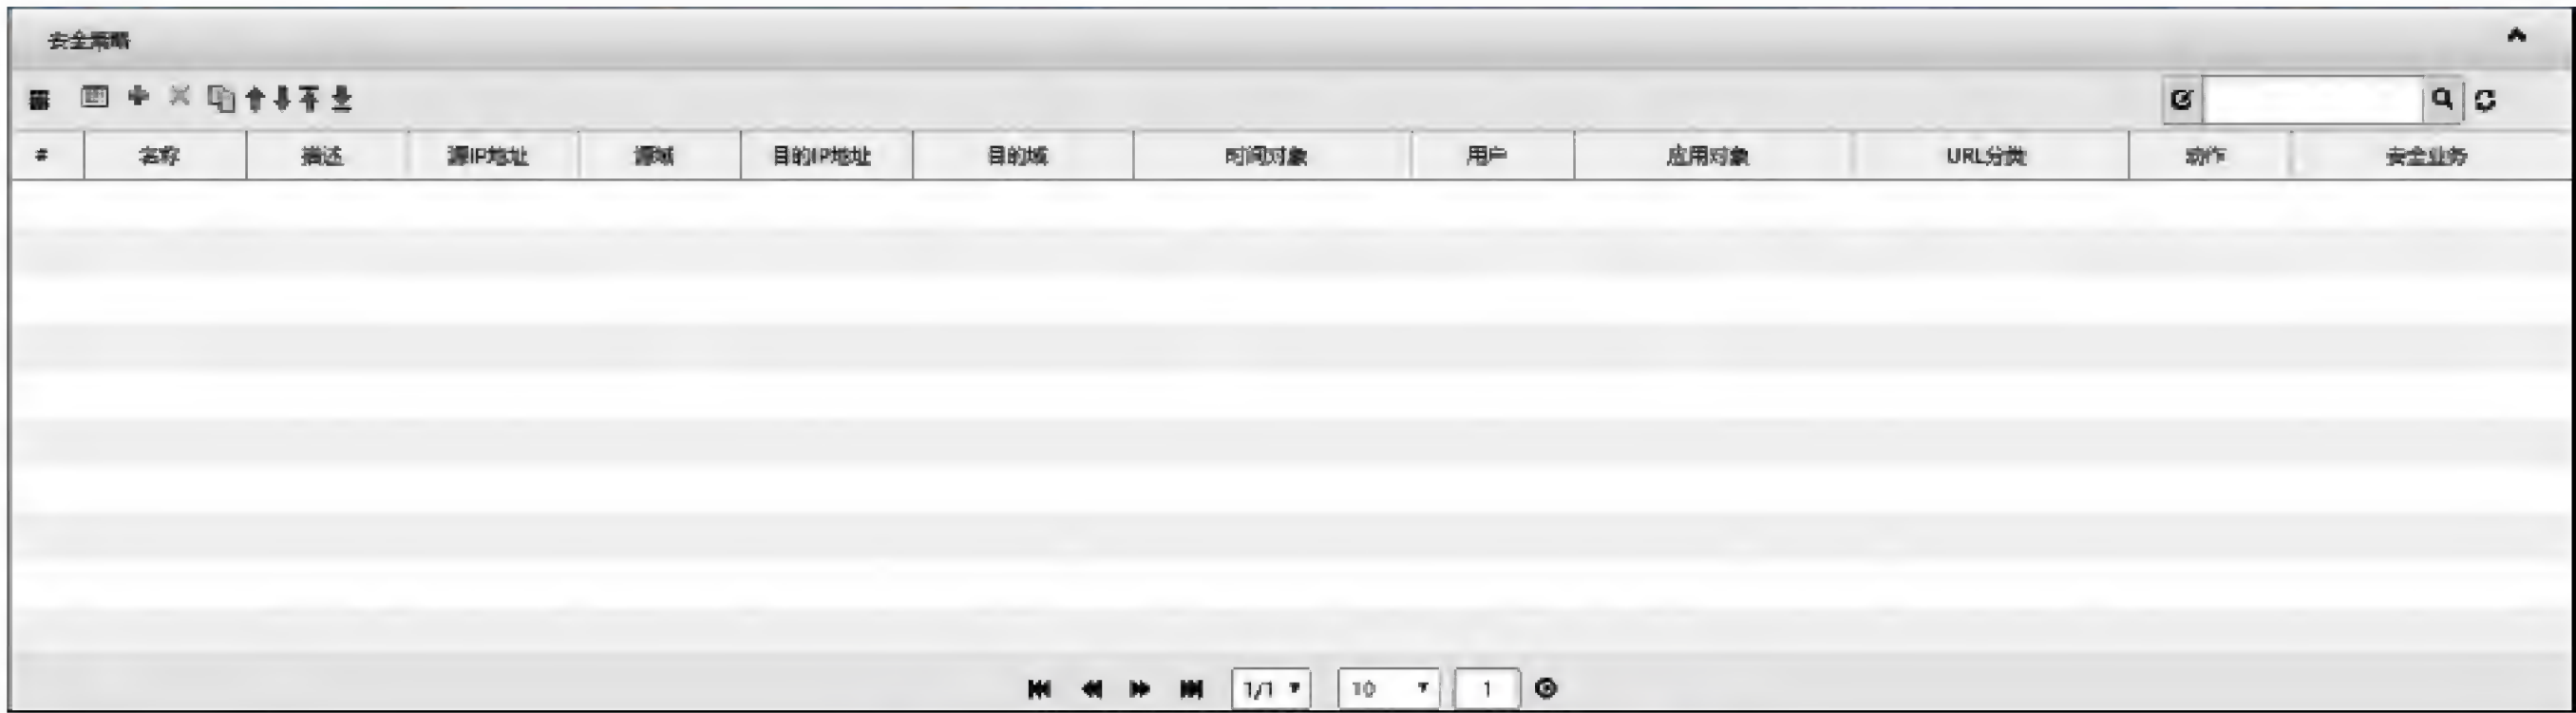 安全策略
# 名称 描述 源IP地址 源域 目的IP地址 目的域 时间对象 用户 应用对象 URL分类 动作 安全业务
1/1 10 1